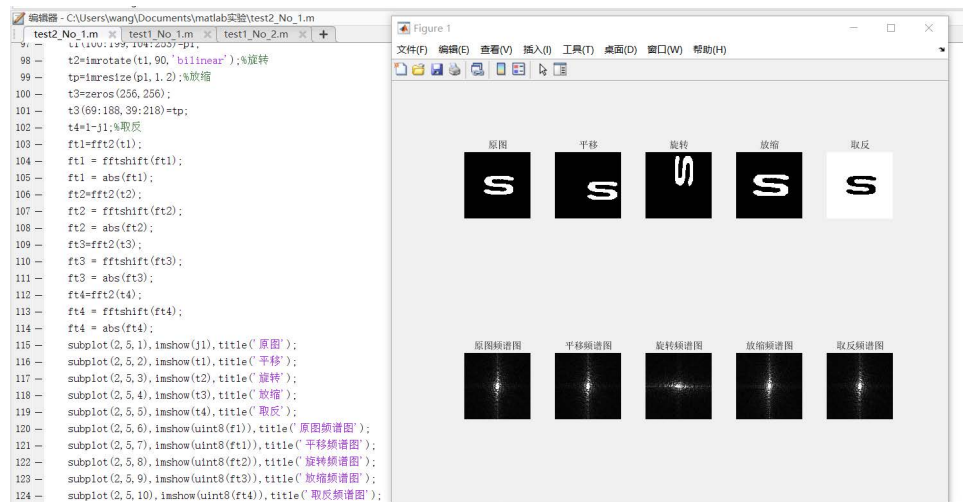 编辑器 - C:\Users\wang\Documents\matlab实验\test2_No_1.m
test2_No_1.m × test1_No_1.m × test1_No_2.m × +
97 — t1(100:199,104:253)=p1;
98 — t2=imrotate(t1,90,'bilinear');%旋转
99 — tp=imresize(p1,1.2);%放缩
100 — t3=zeros(256,256);
101 — t3(69:188,39:218)=tp;
102 — t4=1-j1;%取反
103 — ft1=fft2(t1);
104 — ft1 = fftshift(ft1);
105 — ft1 = abs(ft1);
106 — ft2=fft2(t2);
107 — ft2 = fftshift(ft2);
108 — ft2 = abs(ft2);
109 — ft3=fft2(t3);
110 — ft3 = fftshift(ft3);
111 — ft3 = abs(ft3);
112 — ft4=fft2(t4);
113 — ft4 = fftshift(ft4);
114 — ft4 = abs(ft4);
115 — subplot(2,5,1),imshow(j1),title('原图');
116 — subplot(2,5,2),imshow(t1),title('平移');
117 — subplot(2,5,3),imshow(t2),title('旋转');
118 — subplot(2,5,4),imshow(t3),title('放缩');
119 — subplot(2,5,5),imshow(t4),title('取反');
120 — subplot(2,5,6),imshow(uint8(f1)),title('原图频谱图');
121 — subplot(2,5,7),imshow(uint8(ft1)),title('平移频谱图');
122 — subplot(2,5,8),imshow(uint8(ft2)),title('旋转频谱图');
123 — subplot(2,5,9),imshow(uint8(ft3)),title('放缩频谱图');
124 — subplot(2,5,10),imshow(uint8(ft4)),title('取反频谱图');
Figure 1
文件(F) 编辑(E) 查看(V) 插入(I) 工具(T) 桌面(D) 窗口(W) 帮助(H)
原图 平移 旋转 放缩 取反
S S S S S
原图频谱图 平移频谱图 旋转频谱图 放缩频谱图 取反频谱图